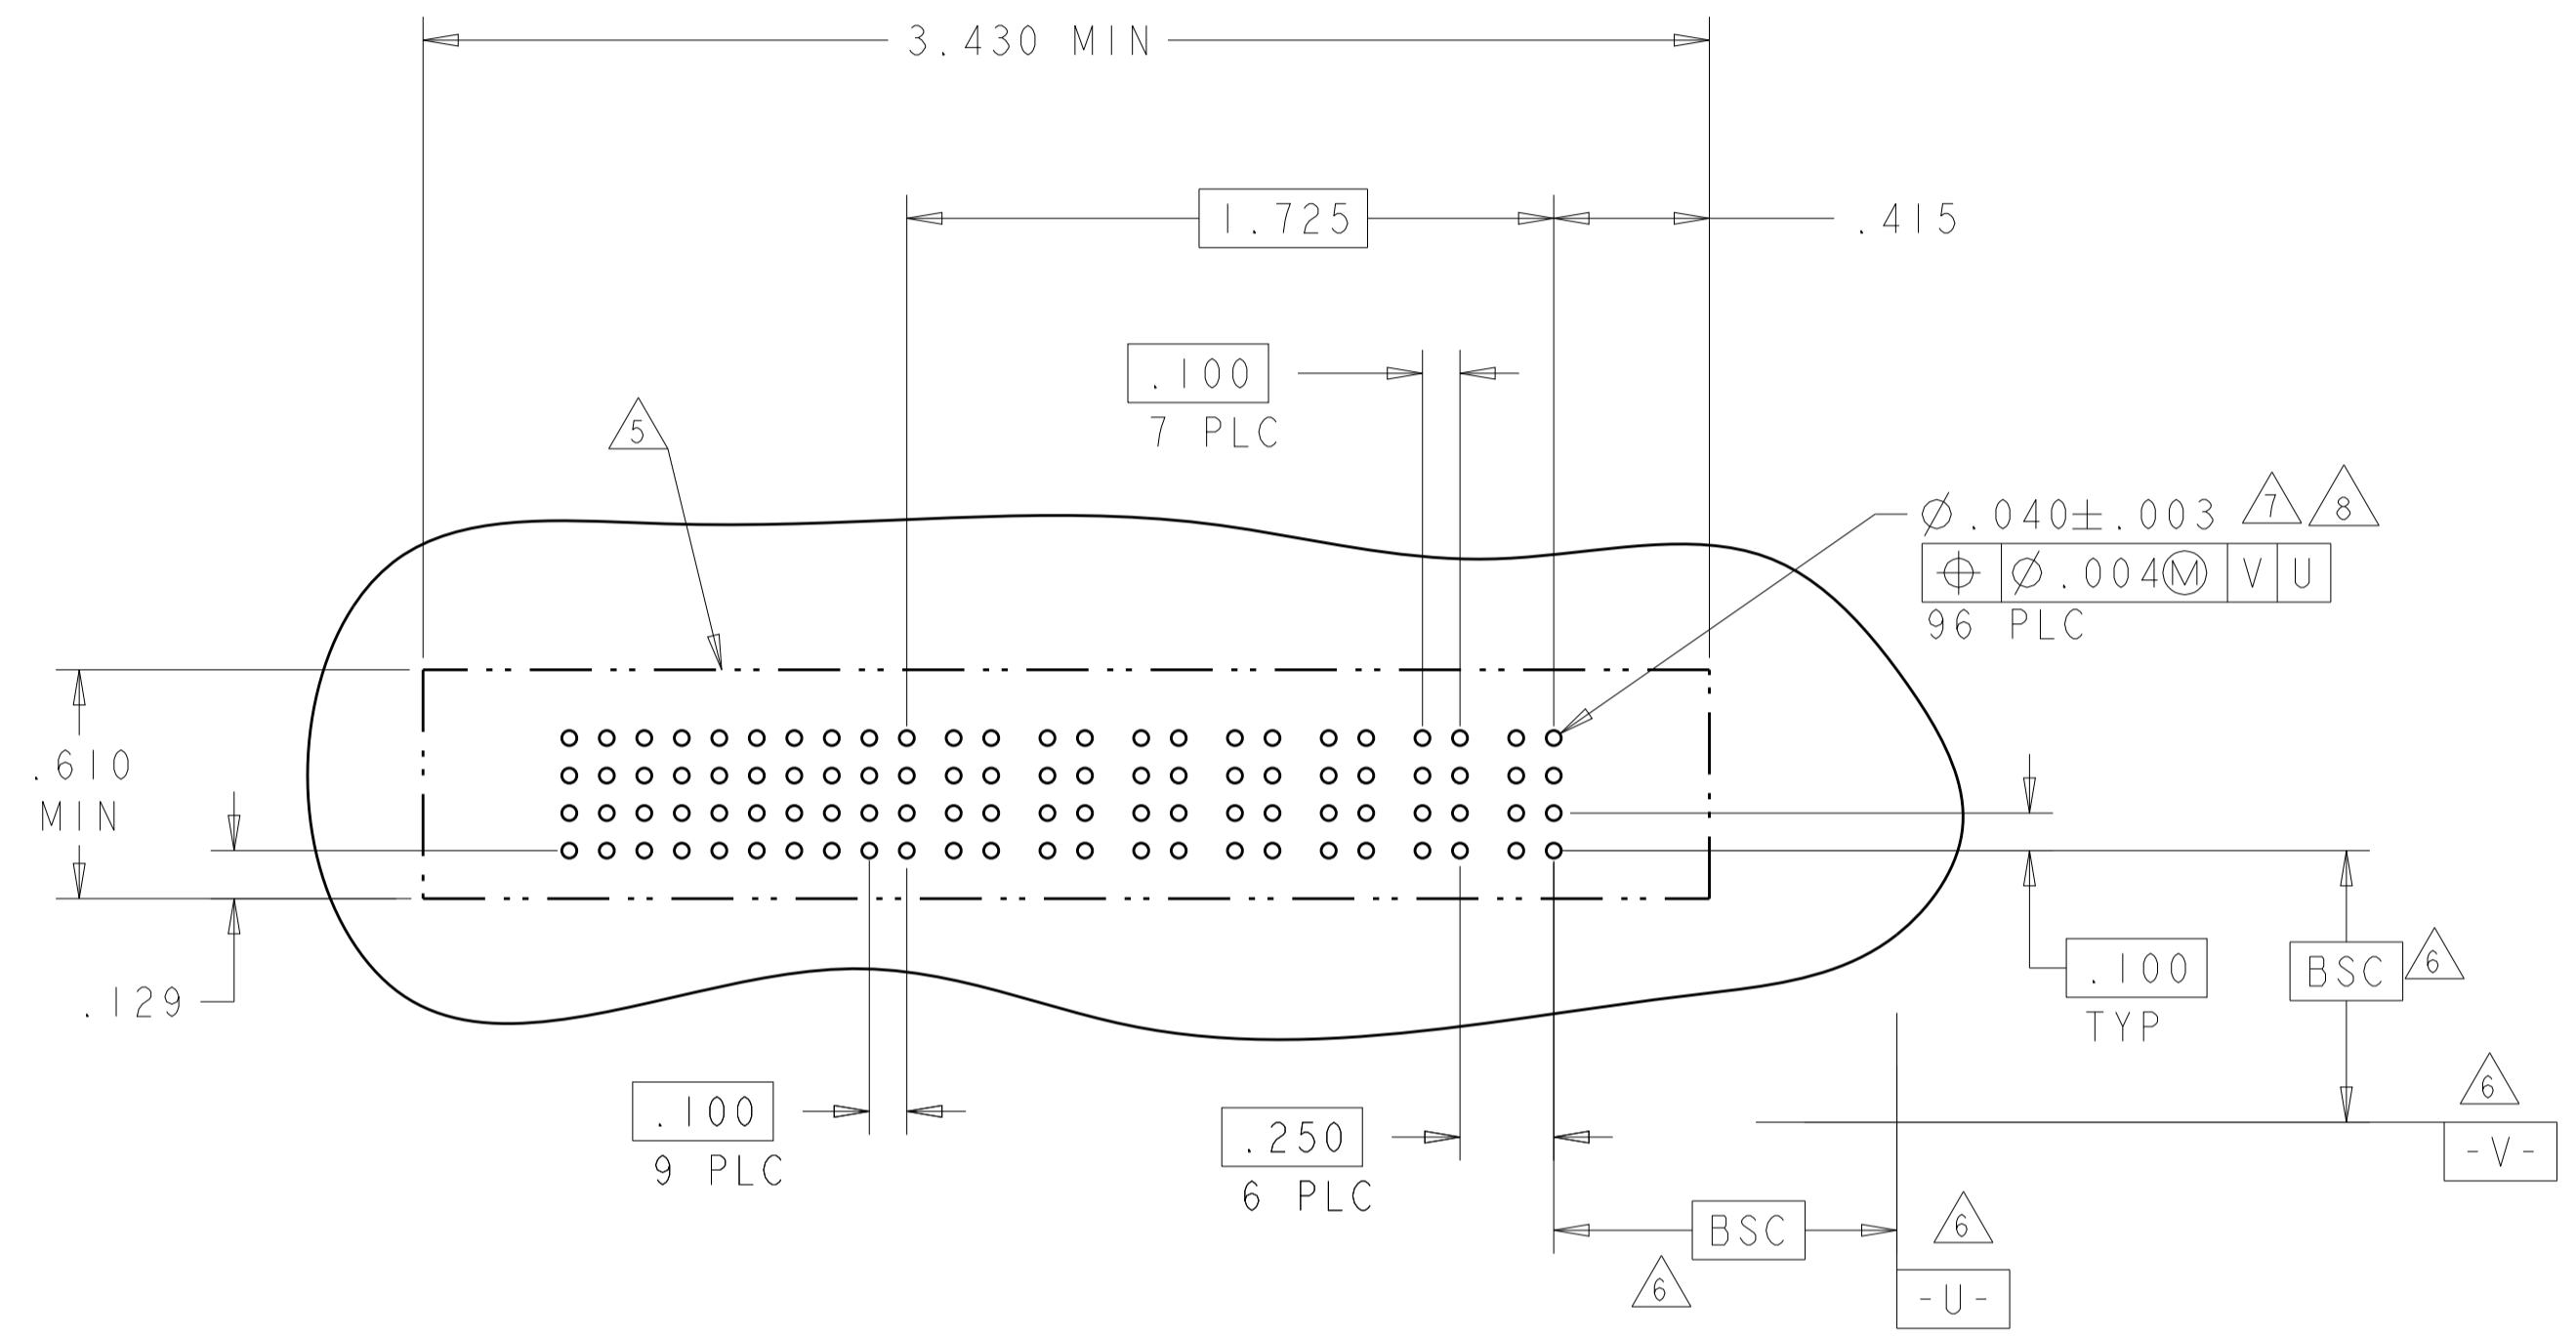 3.430 MIN
1.725
.415
.100
7 PLC
5
Ø.040±.003 7 8
⌖ Ø.004Ⓜ V U
96 PLC
.610
MIN
.129
.100
TYP
BSC 6
6
-V-
.100
9 PLC
.250
6 PLC
BSC 6
6
-U-